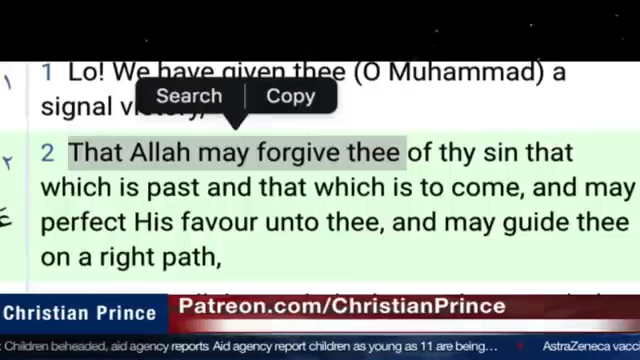 1 Lo! We have given thee (O Muhammad) a
Search Copy
signal victory,
2 That Allah may forgive thee of thy sin that
which is past and that which is to come, and may
perfect His favour unto thee, and may guide thee
on a right path,
١
٢
Christian Prince
Patreon.com/ChristianPrince
: Children beheaded, aid agency reports Aid agency report children as young as 11 are being... AstraZeneca vacc